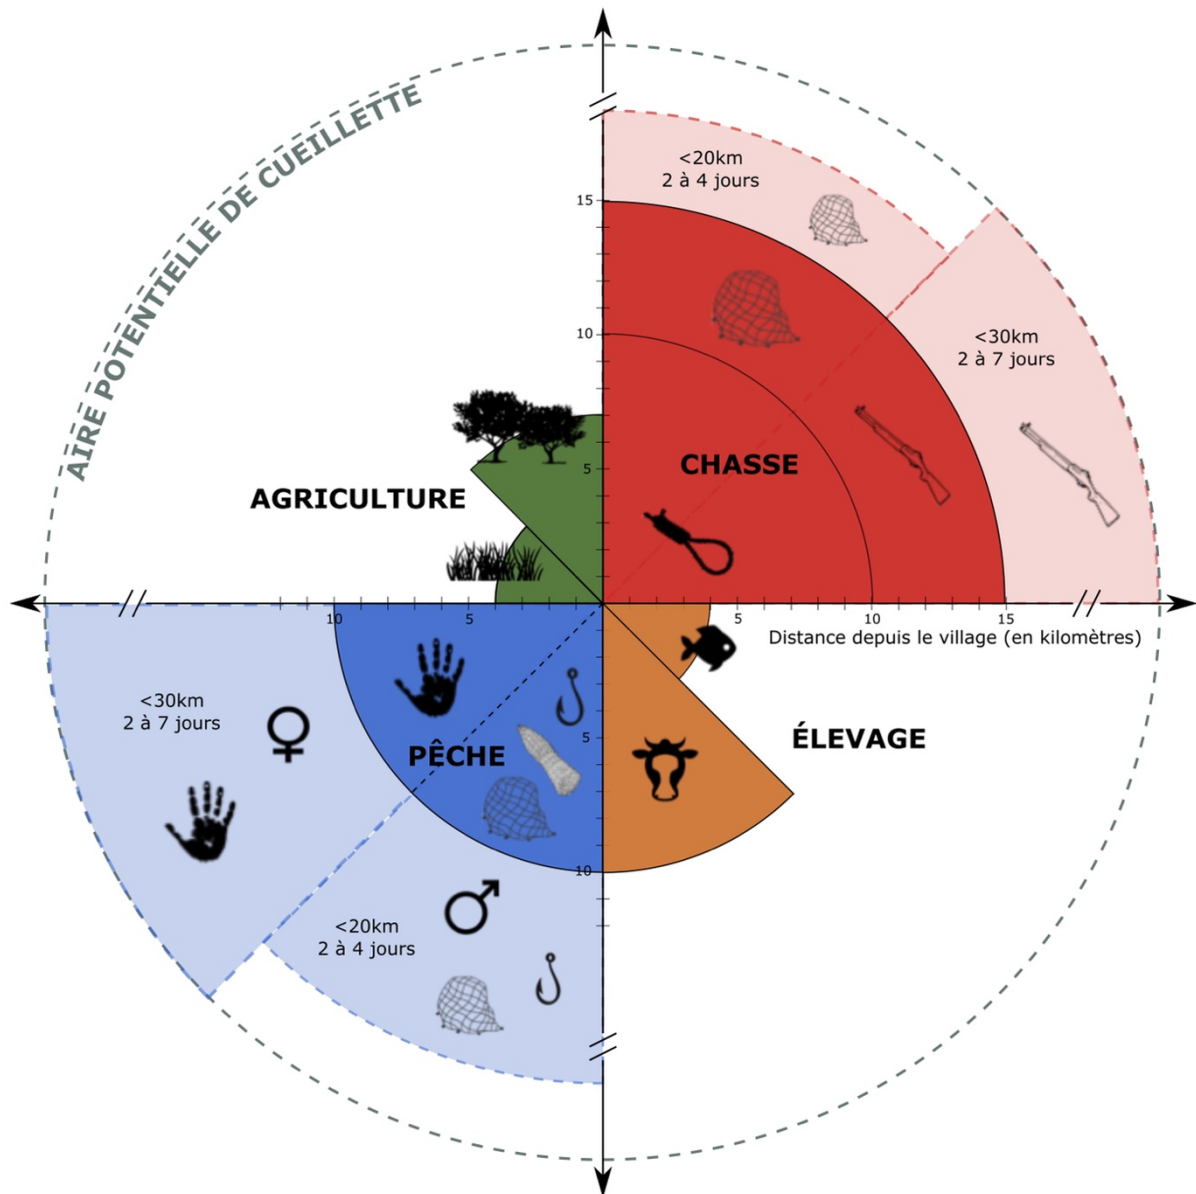 AIRE POTENTIELLE DE CUEILLETTE
<20km
2 à 4 jours
15
<30km
2 à 7 jours
10
CHASSE
5
AGRICULTURE
10
5
5
10
15
Distance depuis le village (en kilomètres)
<30km
2 à 7 jours
5
ÉLEVAGE
PÊCHE
10
<20km
2 à 4 jours